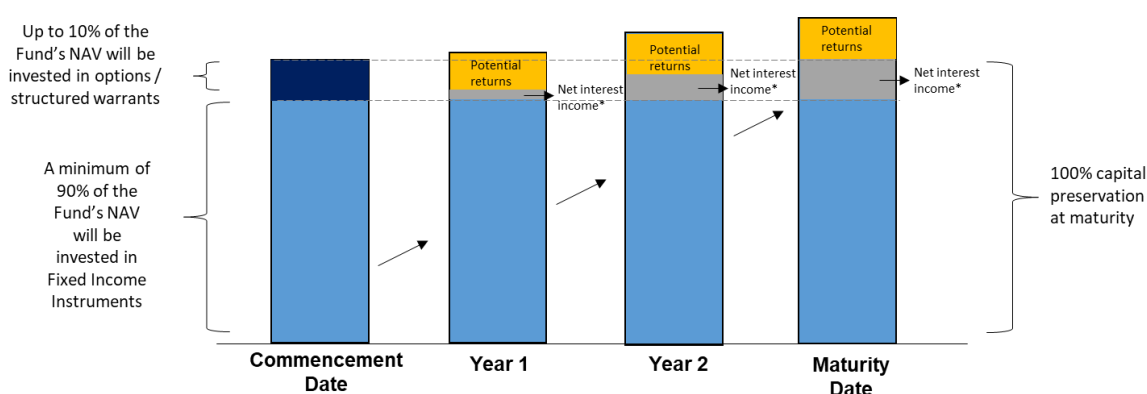 Up to 10% of the
Fund's NAV will be
invested in options /
structured warrants
A minimum of
90% of the
Fund's NAV
will be
invested in
Fixed Income
Instruments
Potential
returns
Net interest
income*
Potential
returns
Net interest
income*
Potential
returns
Net interest
income*
100% capital
preservation
at maturity
Commencement
Date
Year 1
Year 2
Maturity
Date